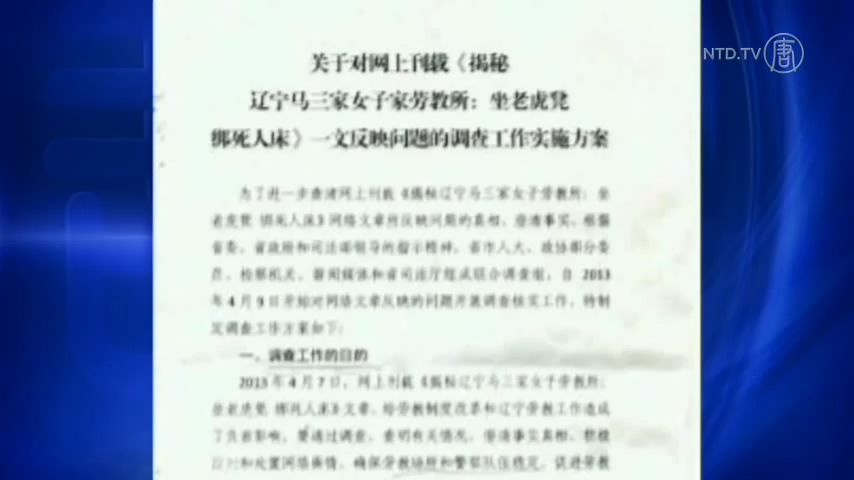 NTD.TV 唐
关于对网上刊载《揭秘
辽宁马三家女子家劳教所：坐老虎凳
绑死人床》一文反映问题的调查工作实施方案
为了进一步查清网上刊载《揭秘辽宁马三家女子劳教所：坐
老虎凳 绑死人床》网络文章所反映问题的真相，澄清事实，根据
省委、省政府和司法部领导的指示精神，省市人大、政协部分委
员、检察机关、新闻媒体和省司法厅组成联合调查组，自 2013
年 4 月 9 日开始对网络文章反映的问题开展调查核实工作，特制
定调查工作方案如下：
一、调查工作的目的
2013 年 4 月 7 日，网上刊载《揭秘辽宁马三家女子劳教所：
坐老虎凳 绑死人床》文章，给劳教制度改革和辽宁劳教工作造成
了负面影响。要通过调查，查明有关情况，澄清事实真相，积极
应对和处置网络舆情，确保劳教场所和警察队伍稳定，促进劳教